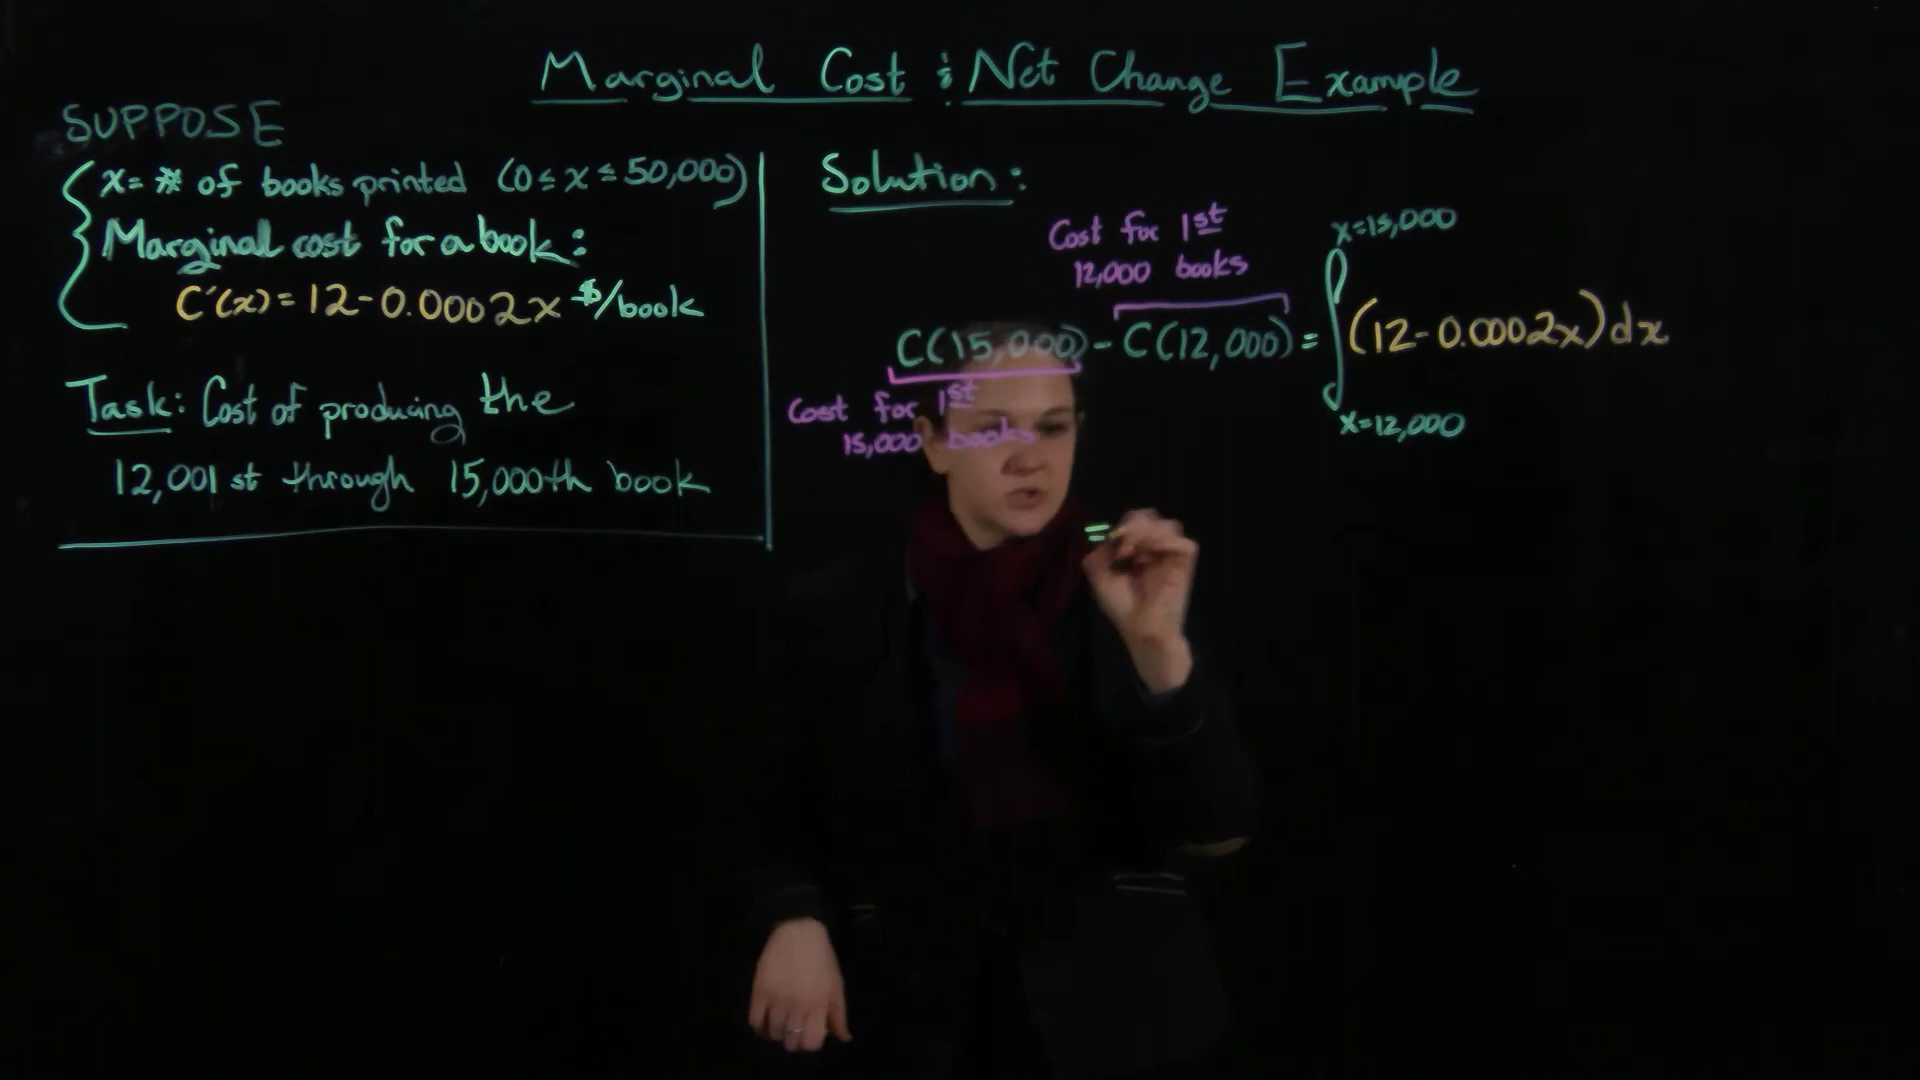 Marginal Cost & Net Change Example
SUPPOSE
x = # of books printed (0 ≤ x ≤ 50,000)
Marginal cost for a book:
C'(x) = 12 - 0.0002x $/book
Task: Cost of producing the
12,001 st through 15,000th book
Solution:
Cost for 1st
12,000 books
x=15,000
C(15,000) - C(12,000) = ∫ (12 - 0.0002x) dx
x=12,000
Cost for 1st
15,000 books
=